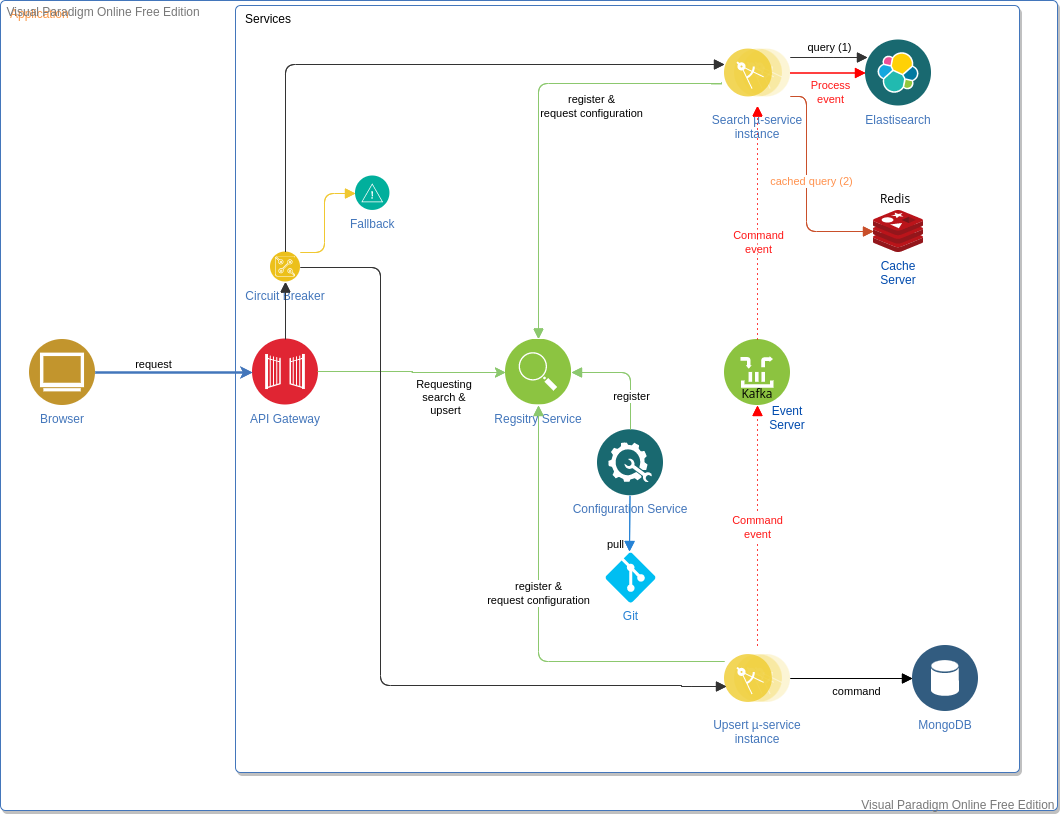 Visual Paradigm Online Free Edition
Application
Services
query (1)
Process
event
Elastisearch
Search µ-service
instance
register &
request configuration
cached query (2)
Redis
Cache
Server
Fallback
Command
event
Circuit Breaker
request
Browser
API Gateway
Requesting
search &
upsert
Regsitry Service
register
Kafka
Event
Server
Configuration Service
pull
Git
Command
event
register &
request configuration
Upsert µ-service
instance
command
MongoDB
Visual Paradigm Online Free Edition